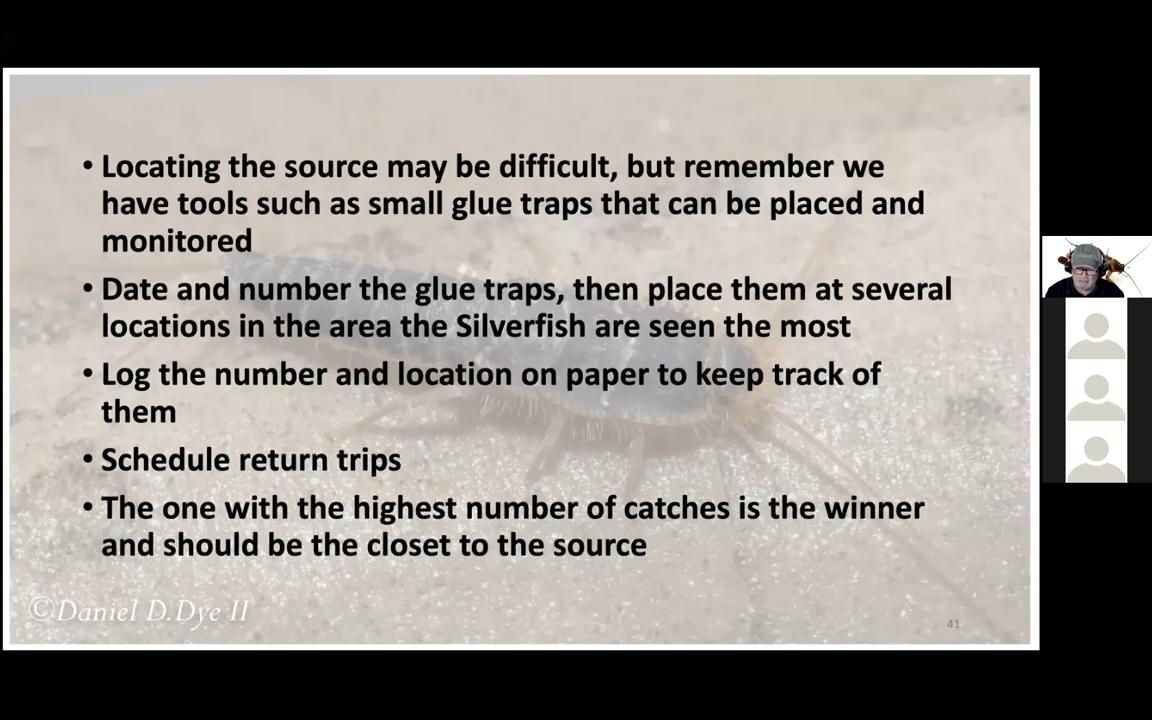 • Locating the source may be difficult, but remember we
have tools such as small glue traps that can be placed and
monitored
• Date and number the glue traps, then place them at several
locations in the area the Silverfish are seen the most
• Log the number and location on paper to keep track of
them
• Schedule return trips
• The one with the highest number of catches is the winner
and should be the closet to the source
©Daniel D.Dye II
41